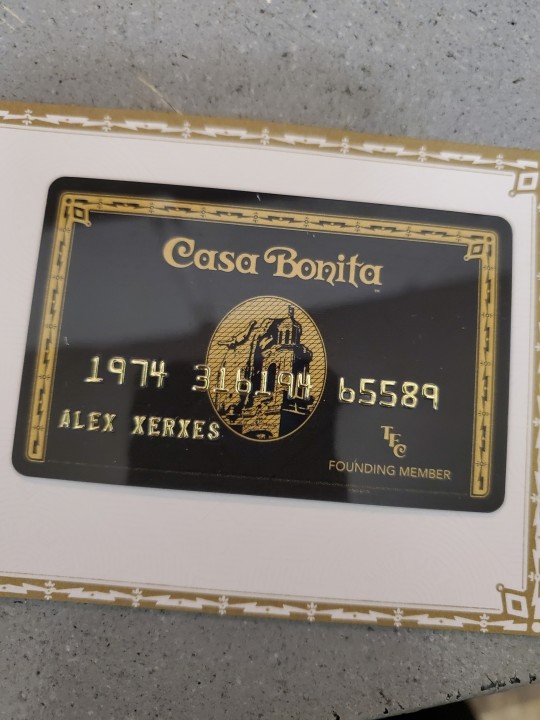 Casa Bonita
1974 316194 65589
ALEX XERXES
TFC
FOUNDING MEMBER